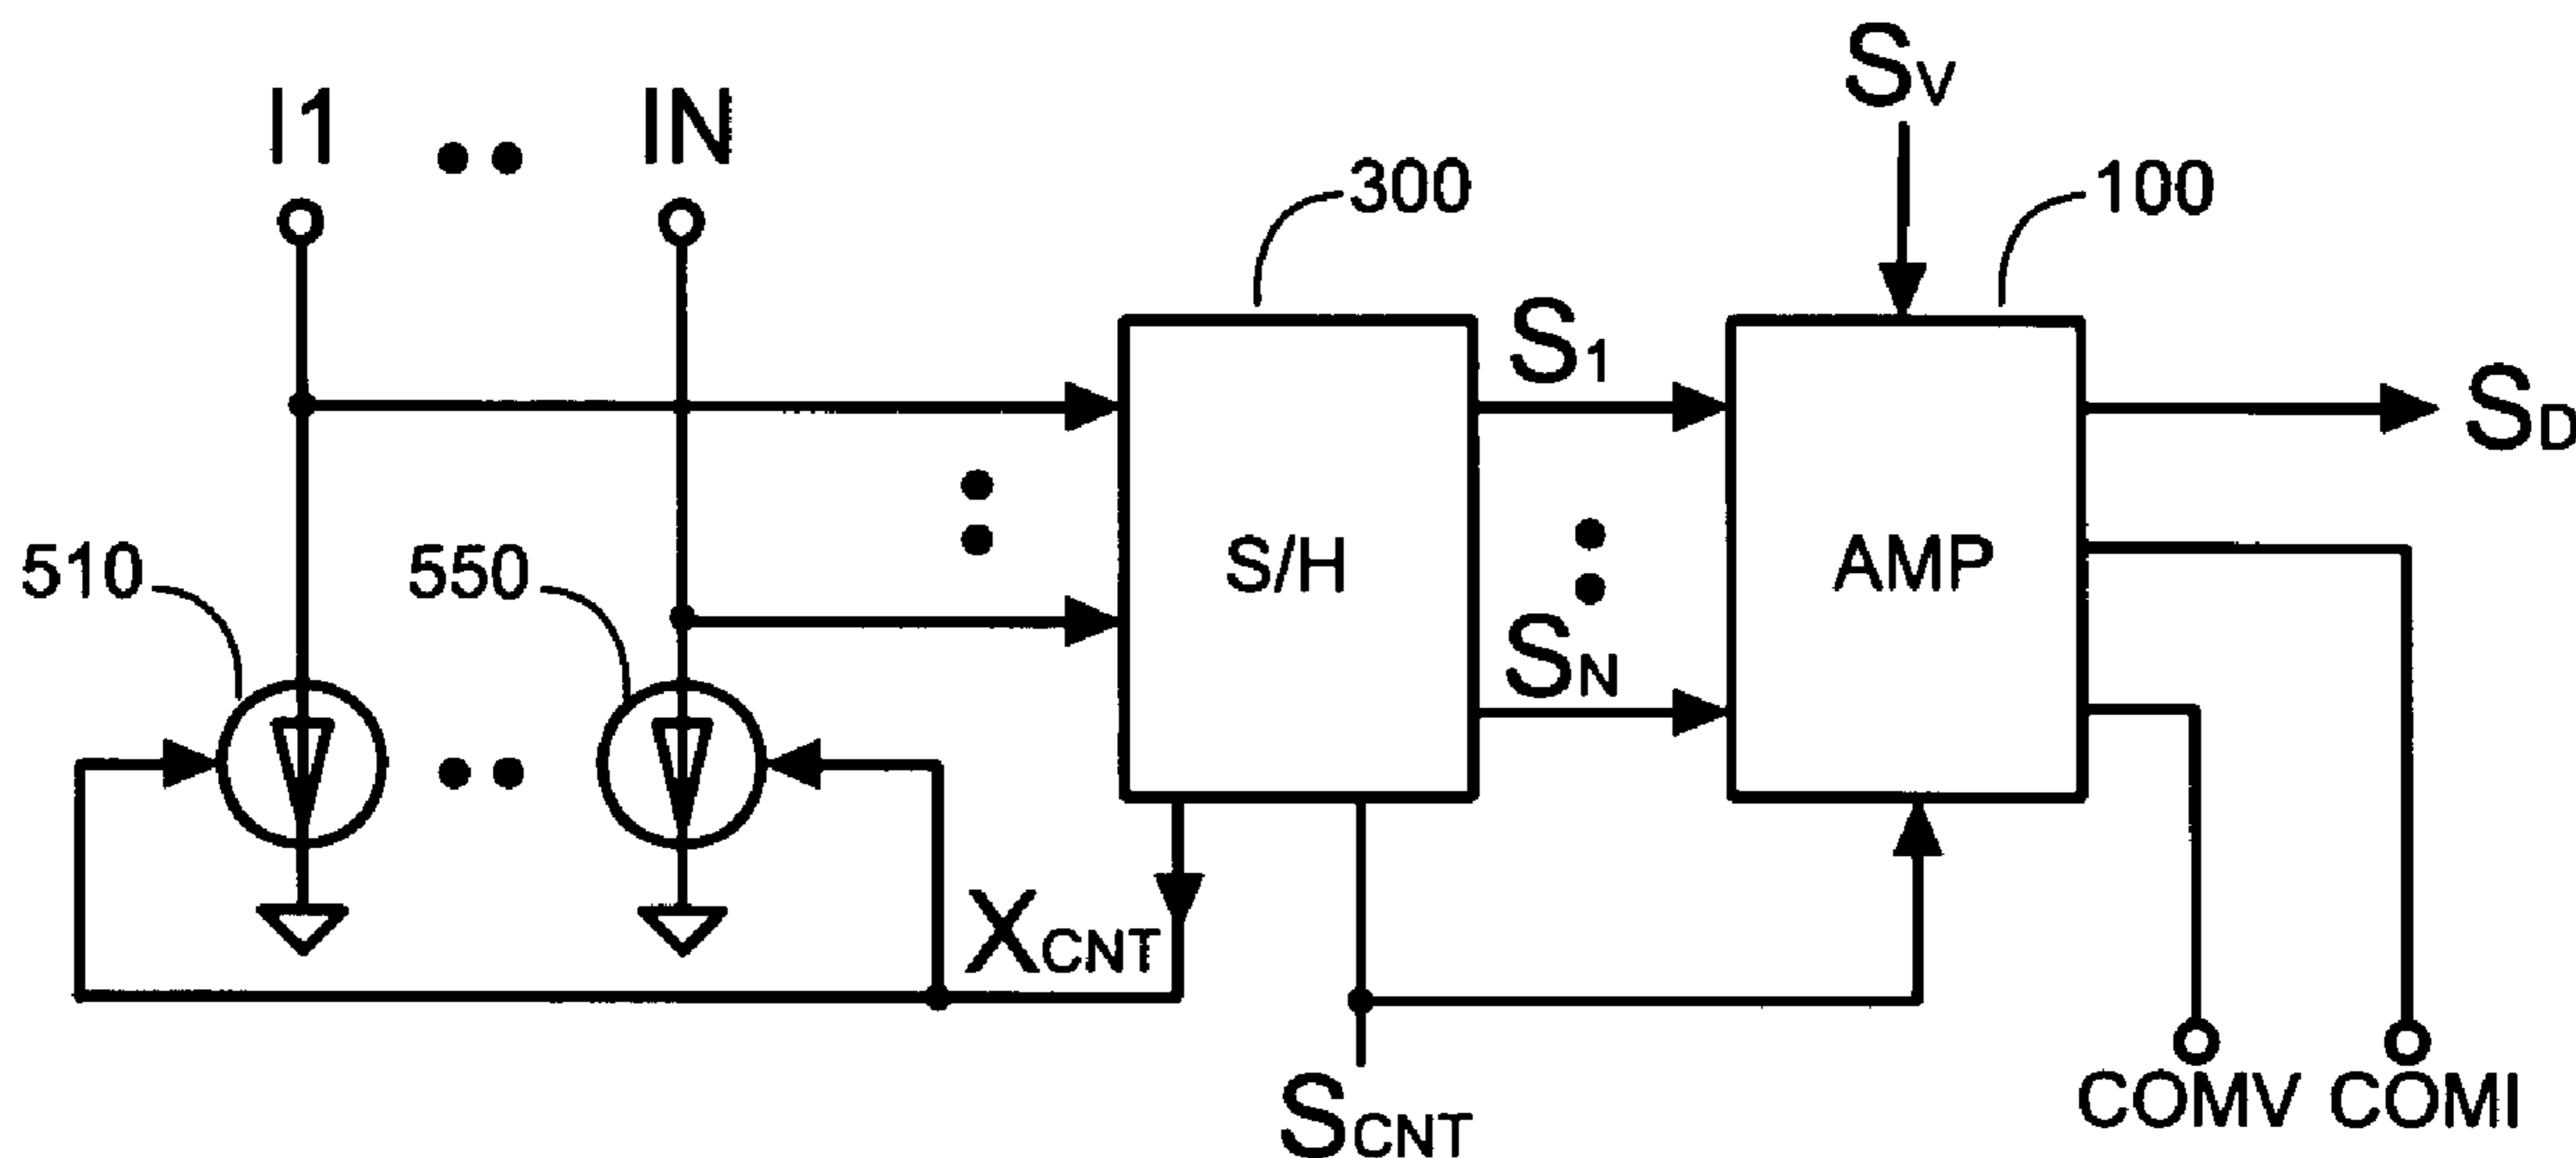 SV
I1 •• IN
300
100
S1
SD
510
550
S/H
AMP
SN
XCNT
SCNT
COMV COMI